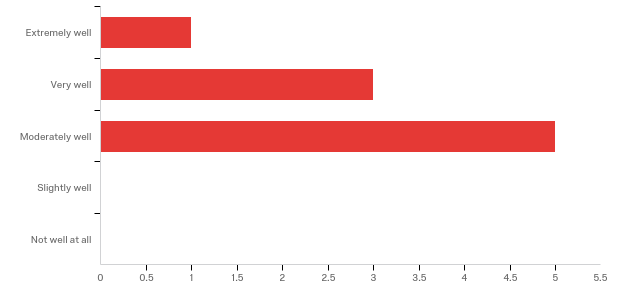 Extremely well
Very well
Moderately well
Slightly well
Not well at all
0 0.5 1 1.5 2 2.5 3 3.5 4 4.5 5 5.5